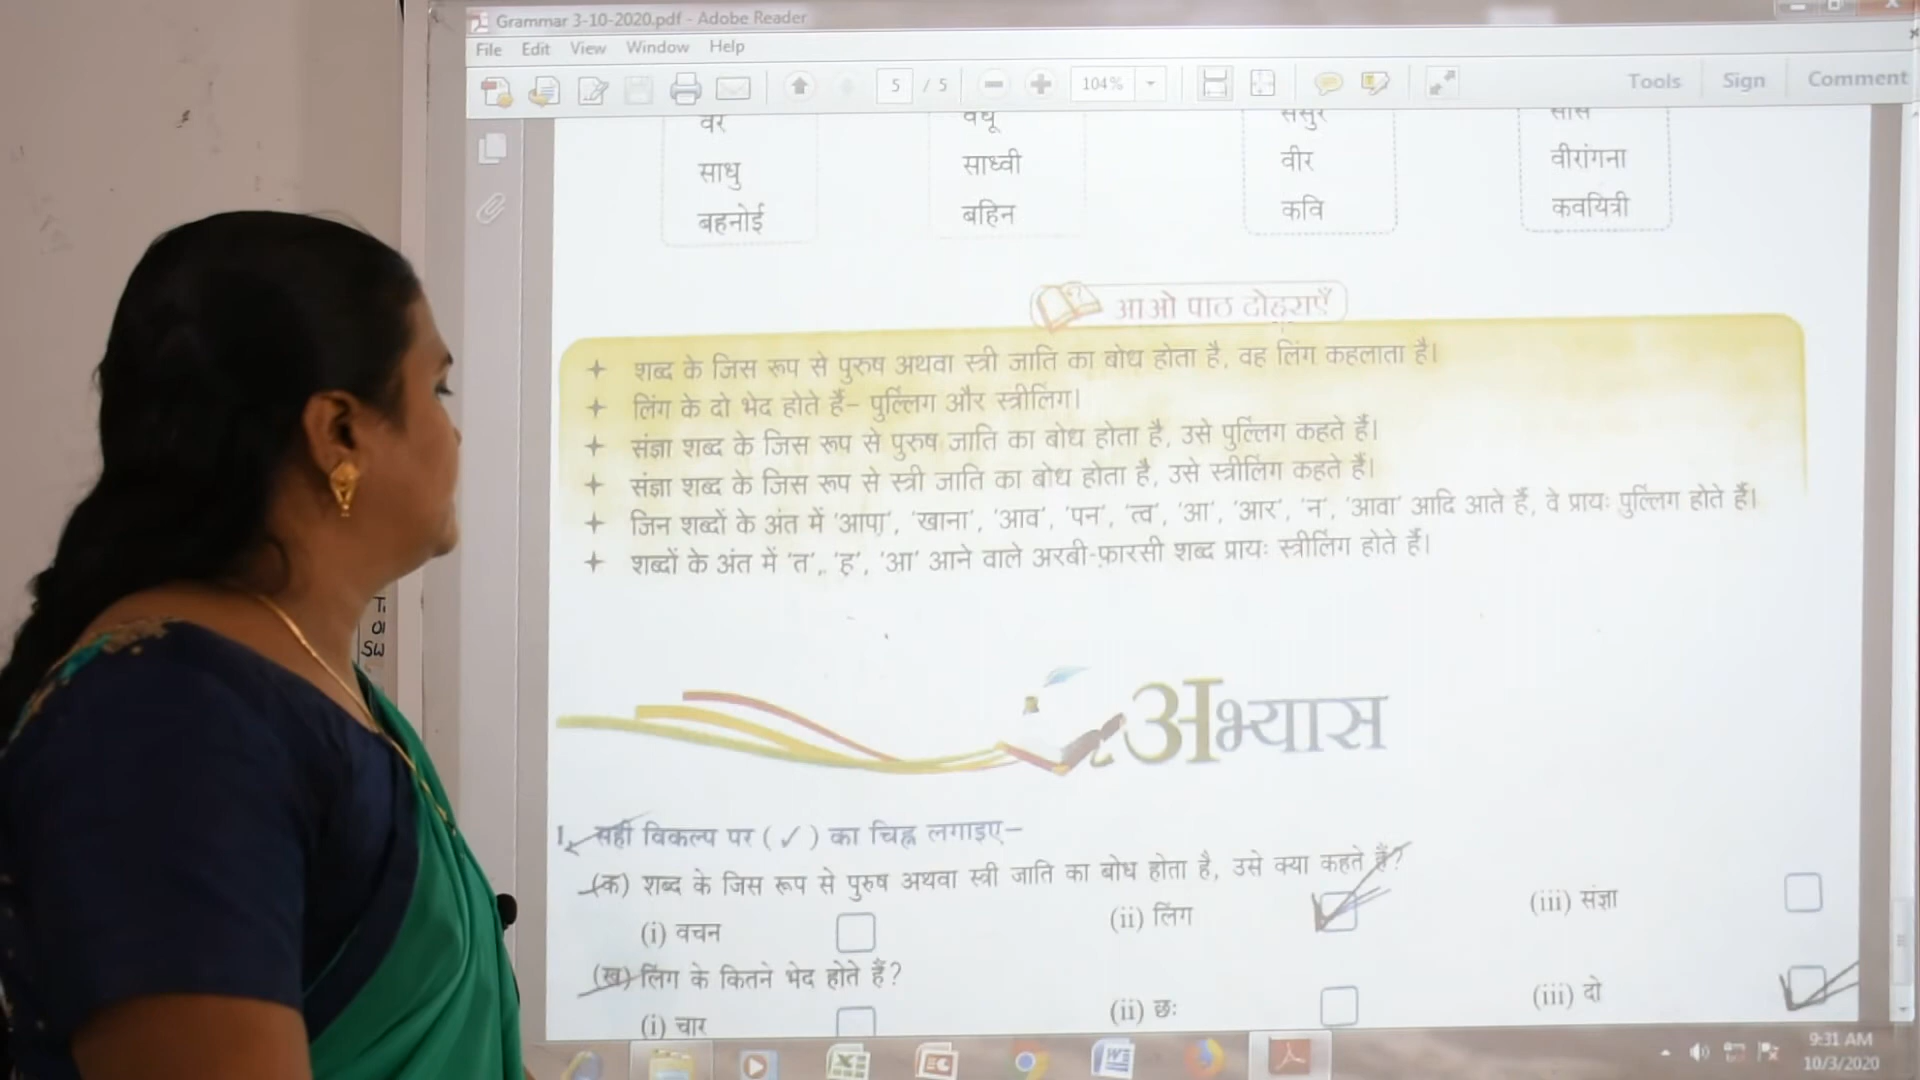 Grammar 3-10-2020.pdf - Adobe Reader
File Edit View Window Help
5 / 5 104% Tools Sign Comment
वर वधू ससुर सास
साधु साध्वी वीर वीरांगना
बहनोई बहिन कवि कवयित्री
आओ पाठ दोहराएँ
शब्द के जिस रूप से पुरुष अथवा स्त्री जाति का बोध होता है, वह लिंग कहलाता है।
लिंग के दो भेद होते हैं– पुल्लिंग और स्त्रीलिंग।
संज्ञा शब्द के जिस रूप से पुरुष जाति का बोध होता है, उसे पुल्लिंग कहते हैं।
संज्ञा शब्द के जिस रूप से स्त्री जाति का बोध होता है, उसे स्त्रीलिंग कहते हैं।
जिन शब्दों के अंत में 'आपा', 'खाना', 'आव', 'पन', 'त्व', 'आ', 'आर', 'न', 'आवा' आदि आते हैं, वे प्रायः पुल्लिंग होते हैं।
शब्दों के अंत में 'त', 'ह', 'आ' आने वाले अरबी-फ़ारसी शब्द प्रायः स्त्रीलिंग होते हैं।
अभ्यास
1. सही विकल्प पर ( ✓ ) का चिह्न लगाइए–
(क) शब्द के जिस रूप से पुरुष अथवा स्त्री जाति का बोध होता है, उसे क्या कहते हैं?
(i) वचन (ii) लिंग (iii) संज्ञा
(ख) लिंग के कितने भेद होते हैं?
(i) चार (ii) छः (iii) दो
9:31 AM
10/3/2020